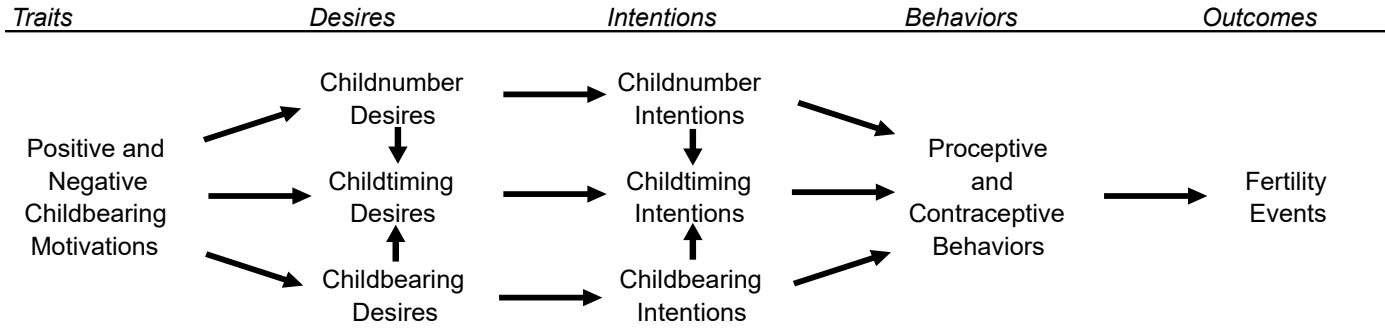 Traits Desires Intentions Behaviors Outcomes
Positive and
Negative
Childbearing
Motivations
Childnumber
Desires
Childtiming
Desires
Childbearing
Desires
Childnumber
Intentions
Childtiming
Intentions
Childbearing
Intentions
Proceptive
and
Contraceptive
Behaviors
Fertility
Events